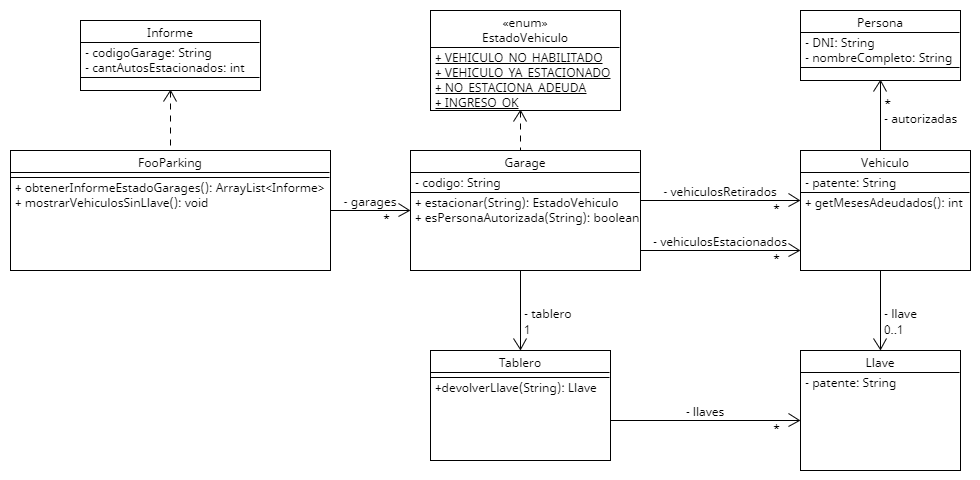 Informe
- codigoGarage: String
- cantAutosEstacionados: int
«enum»
EstadoVehiculo
+ VEHICULO_NO_HABILITADO
+ VEHICULO_YA_ESTACIONADO
+ NO_ESTACIONA_ADEUDA
+ INGRESO_OK
Persona
- DNI: String
- nombreCompleto: String
*
- autorizadas
FooParking
+ obtenerInformeEstadoGarages(): ArrayList<Informe>
+ mostrarVehiculosSinLlave(): void
- garages
*
Garage
- codigo: String
+ estacionar(String): EstadoVehiculo
+ esPersonaAutorizada(String): boolean
- vehiculosRetirados
*
- vehiculosEstacionados
*
Vehiculo
- patente: String
+ getMesesAdeudados(): int
- tablero
1
- llave
0..1
Tablero
+devolverLlave(String): Llave
- llaves
*
Llave
- patente: String